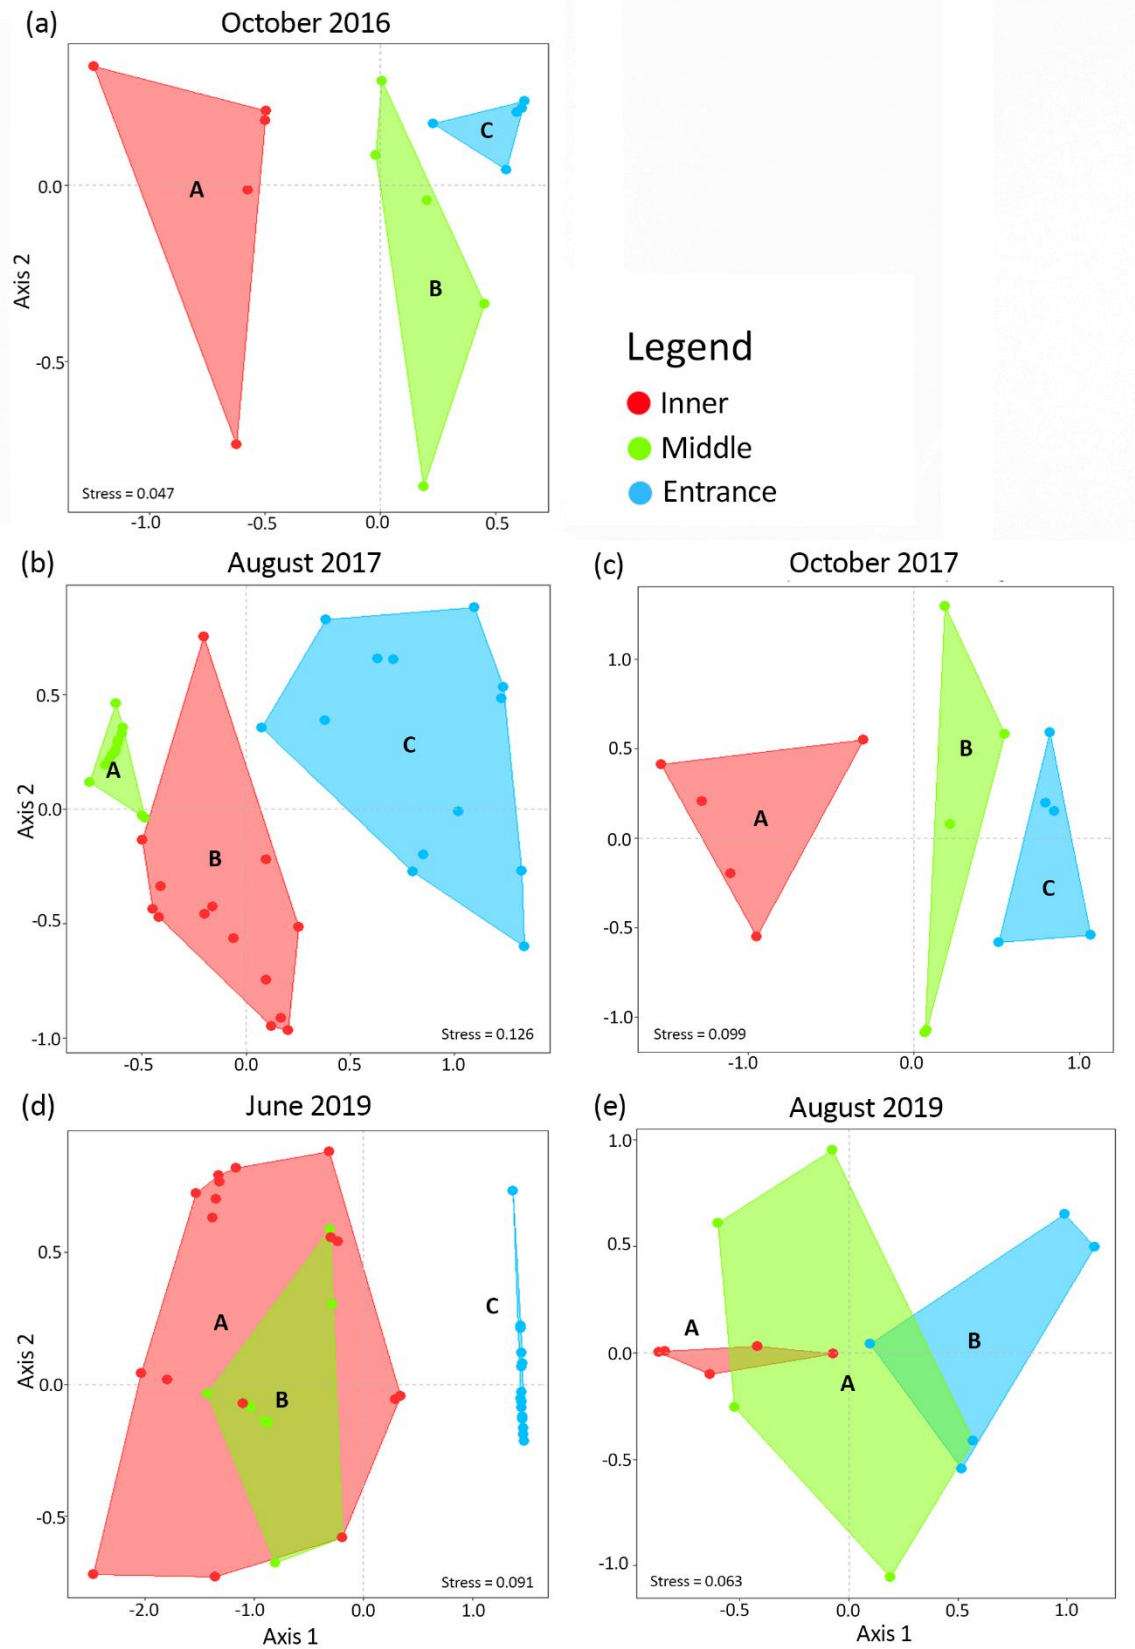 (a)
October 2016
A
B
C
0.0
-0.5
Axis 2
Stress = 0.047
-1.0
-0.5
0.0
0.5
Legend
Inner
Middle
Entrance
(b)
August 2017
A
B
C
0.5
0.0
-0.5
-1.0
Axis 2
Stress = 0.126
-0.5
0.0
0.5
1.0
(c)
October 2017
A
B
C
1.0
0.5
0.0
-0.5
-1.0
Stress = 0.099
-1.0
0.0
1.0
(d)
June 2019
A
B
C
0.5
0.0
-0.5
Axis 2
Stress = 0.091
-2.0
-1.0
0.0
1.0
Axis 1
(e)
August 2019
A
A
B
1.0
0.5
0.0
-0.5
-1.0
Stress = 0.063
-0.5
0.0
0.5
1.0
Axis 1